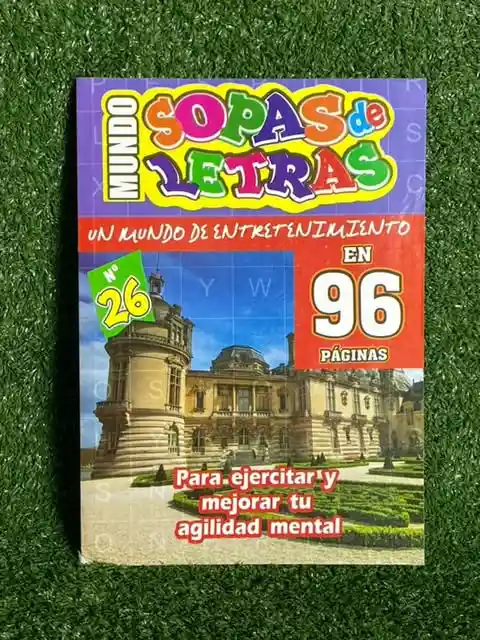 MUNDO
SOPAS de
LETRAS
UN MUNDO DE ENTRETENIMIENTO
EN
96
PÁGINAS
Nº
26
Y W
Para ejercitar y
mejorar tu
agilidad mental